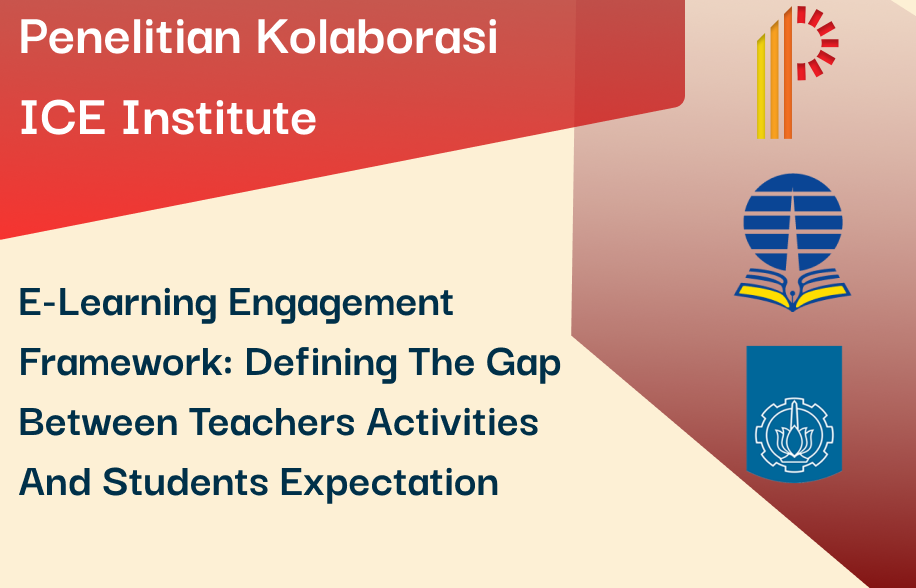 Penelitian Kolaborasi
ICE Institute
E-Learning Engagement
Framework: Defining The Gap
Between Teachers Activities
And Students Expectation